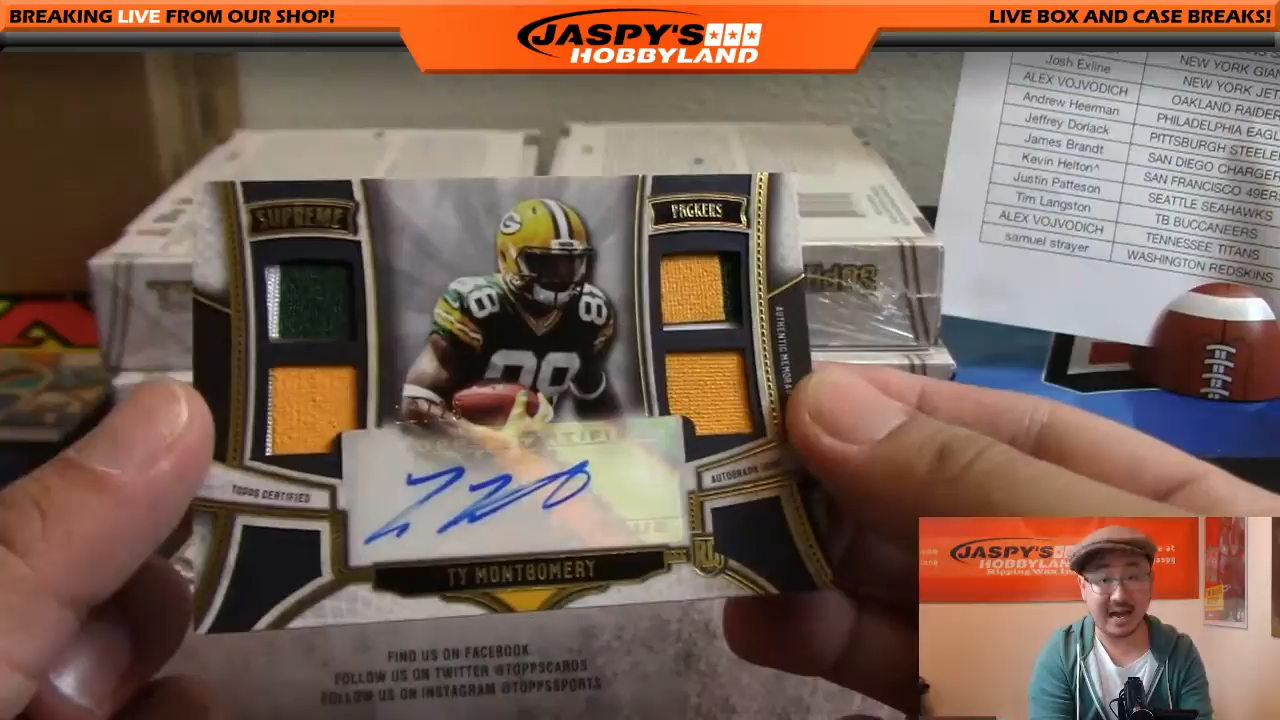 BREAKING LIVE FROM OUR SHOP!
JASPY'S
HOBBYLAND
LIVE BOX AND CASE BREAKS!
Josh Exline NEW YORK GIA
ALEX VOJVODICH NEW YORK JET
Andrew Heerman OAKLAND RAIDER
Jeffrey Dorlack PHILADELPHIA EAGL
James Brandt PITTSBURGH STEELE
Kevin Helton^ SAN DIEGO CHARGER
Justin Patteson SAN FRANCISCO 49ER
Tim Langston SEATTLE SEAHAWKS
ALEX VOJVODICH TB BUCCANEERS
samuel strayer TENNESSEE TITANS
WASHINGTON REDSKINS
SUPREME
PACKERS
88
88
AUTHENTIC MEMORA
TOPPS CERTIFIED
AUTOGRAPH ISSUE
TY MONTGOMERY
FIND US ON FACEBOOK
FOLLOW US ON TWITTER @TOPPSCARDS
FOLLOW US ON INSTAGRAM @TOPPSSPORTS
JASPY'S
HOBBYLAND